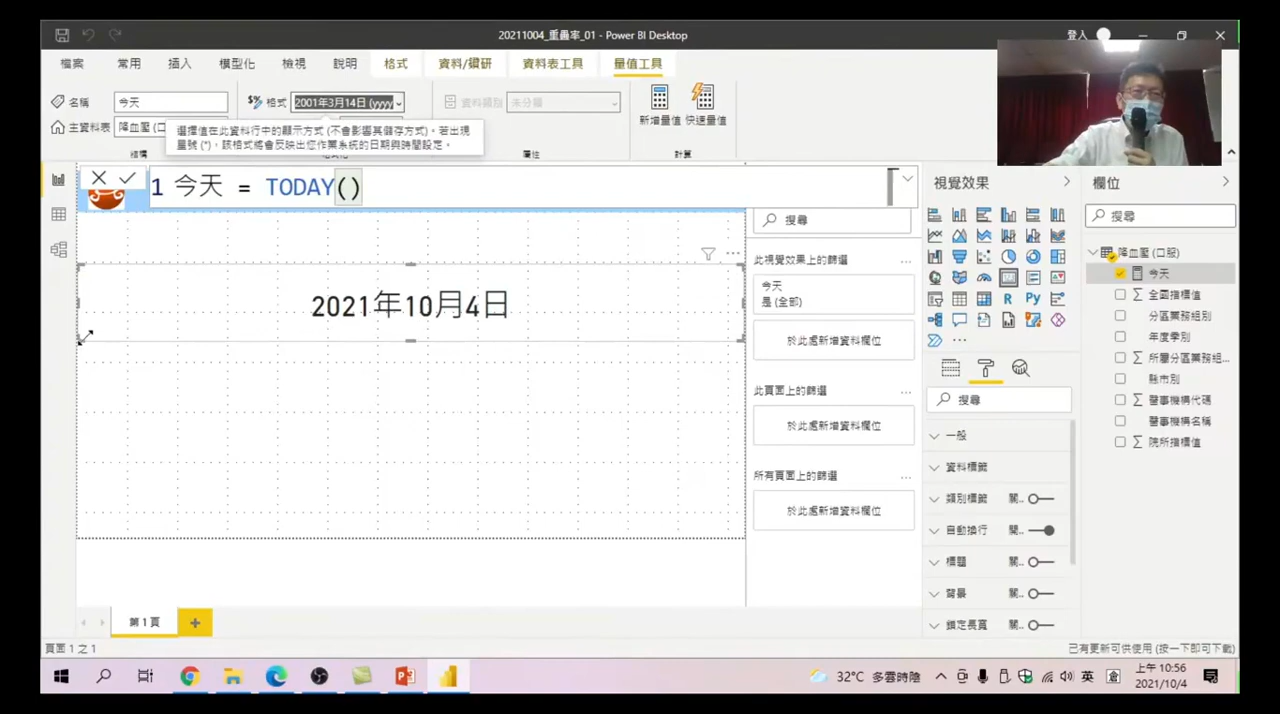 20211004_重疊率_01 - Power BI Desktop
登入
檔案 常用 插入 模型化 檢視 說明 格式 資料/鑽研 資料表工具 量值工具
名稱 今天
格式 2001年3月14日 (yyyy
資料類別 未分類
主資料表 降血壓 (口
新增量值 快速量值
選擇值在此資料行中的顯示方式 (不會影響其儲存方式)。若出現
星號 (*)，該格式將會反映出您作業系統的日期與時間設定。
結構
屬性
計算
1 今天 = TODAY()
視覺效果
欄位
搜尋
搜尋
降血壓 (口服)
此視覺效果上的篩選
今天
今天
是 (全部)
全國指標值
2021年10月4日
分區業務組別
於此處新增資料欄位
年度季別
所屬分區業務組...
此頁面上的篩選
縣市別
搜尋
醫事機構代碼
於此處新增資料欄位
醫事機構名稱
一般
院所指標值
資料標籤
所有頁面上的篩選
類別標籤 關..
於此處新增資料欄位
自動換行 開..
標題 關..
背景 關..
鎖定長寬 關..
第 1 頁
頁面 1 之 1
已有更新可供使用 (按一下即可下載)
32°C 多雲時陰
英
倉
上午 10:56
2021/10/4